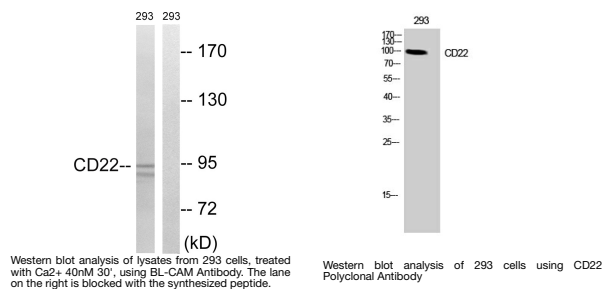 293 293
-- 170
-- 130
CD22-- -- 95
-- 72
(kD)
Western blot analysis of lysates from 293 cells, treated
with Ca2+ 40nM 30', using BL-CAM Antibody. The lane
on the right is blocked with the synthesized peptide.
293
170--
130--
100-- CD22
70--
55--
40--
35--
25--
15--
Western blot analysis of 293 cells using CD22
Polyclonal Antibody